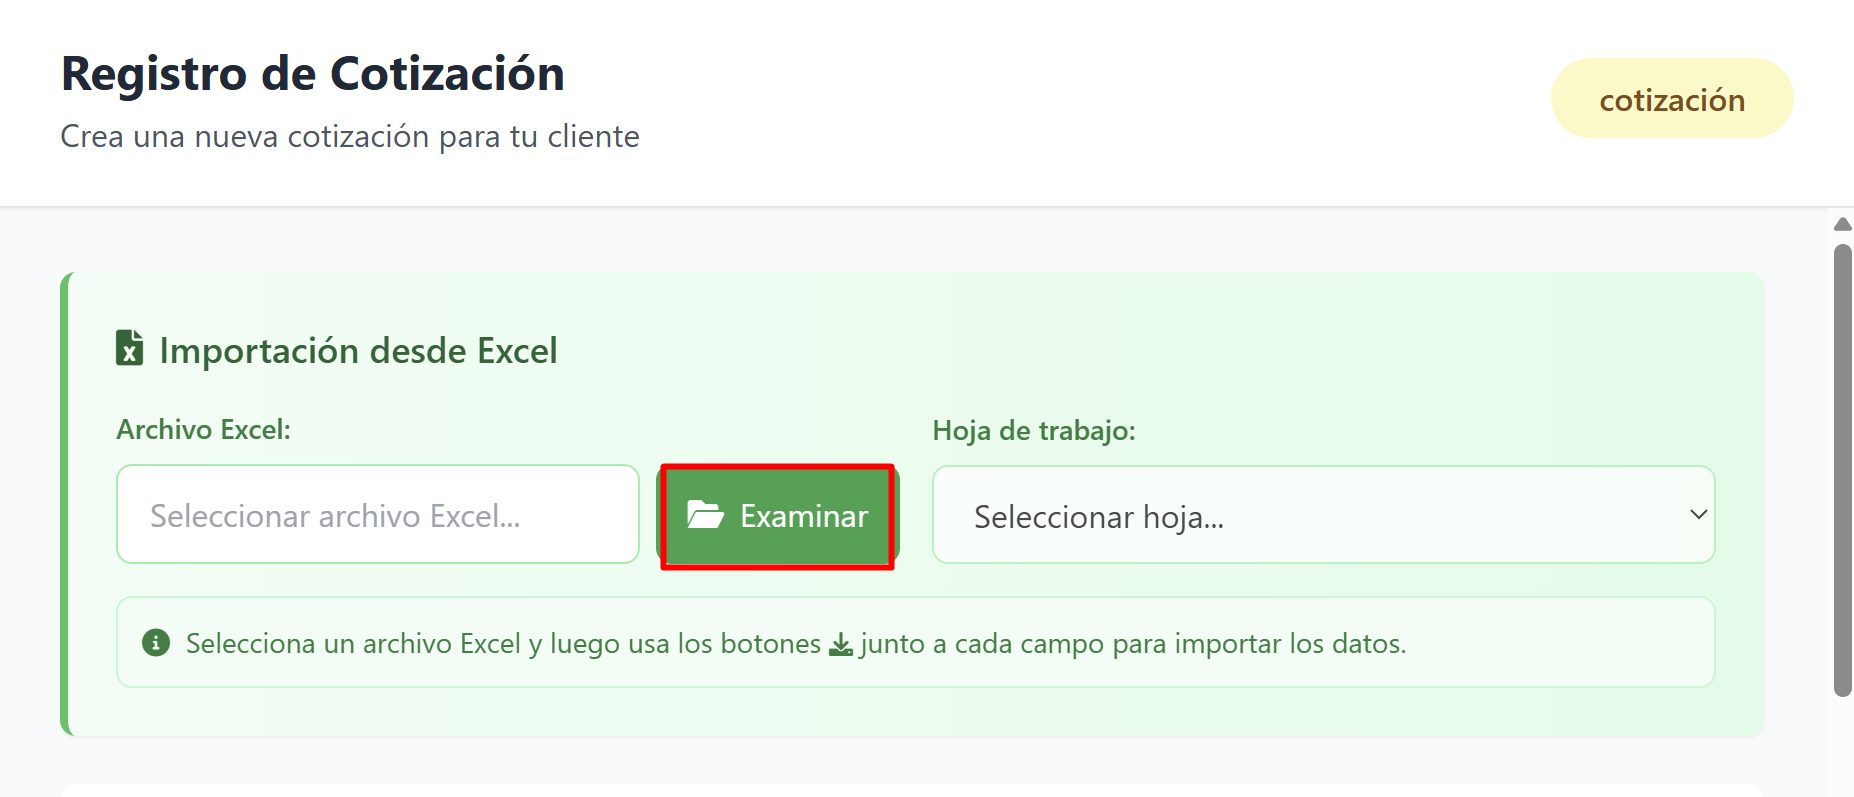 Registro de Cotización
Crea una nueva cotización para tu cliente
cotización
Importación desde Excel
Archivo Excel:
Seleccionar archivo Excel...
Examinar
Hoja de trabajo:
Seleccionar hoja...
Selecciona un archivo Excel y luego usa los botones junto a cada campo para importar los datos.